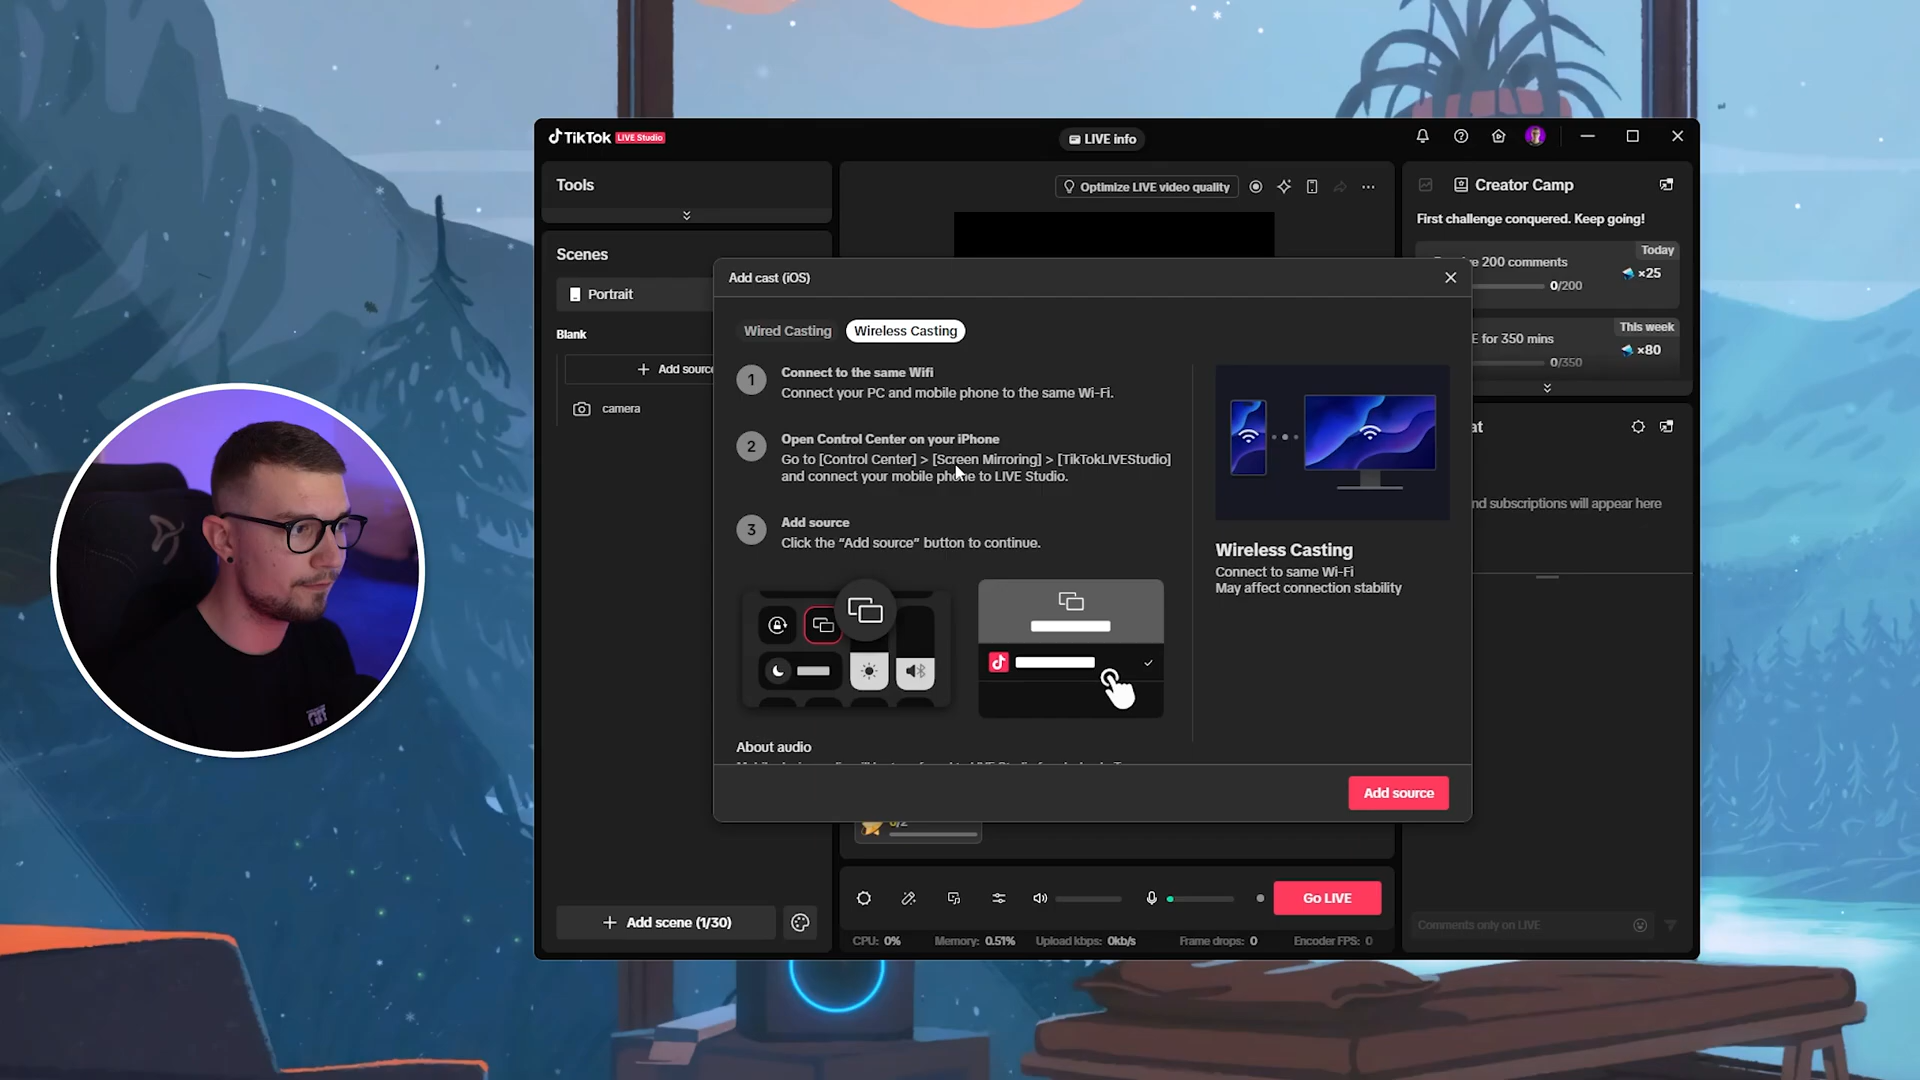 TikTok LIVE Studio
LIVE info
Tools
Optimize LIVE video quality
Creator Camp
First challenge conquered. Keep going!
Today
200 comments
×25
0/200
This week
for 350 mins
×80
0/350
Scenes
Portrait
Blank
Add source
camera
Add cast (iOS)
Wired Casting
Wireless Casting
1
Connect to the same Wifi
Connect your PC and mobile phone to the same Wi-Fi.
2
Open Control Center on your iPhone
Go to [Control Center] > [Screen Mirroring] > [TikTokLIVEStudio]
and connect your mobile phone to LIVE Studio.
3
Add source
Click the “Add source” button to continue.
About audio
Wireless Casting
Connect to same Wi-Fi
May affect connection stability
Add source
nd subscriptions will appear here
Go LIVE
Add scene (1/30)
CPU: 0%
Memory: 0.51%
Upload kbps: 0kb/s
Frame drops: 0
Encoder FPS: 0
Comments only on LIVE